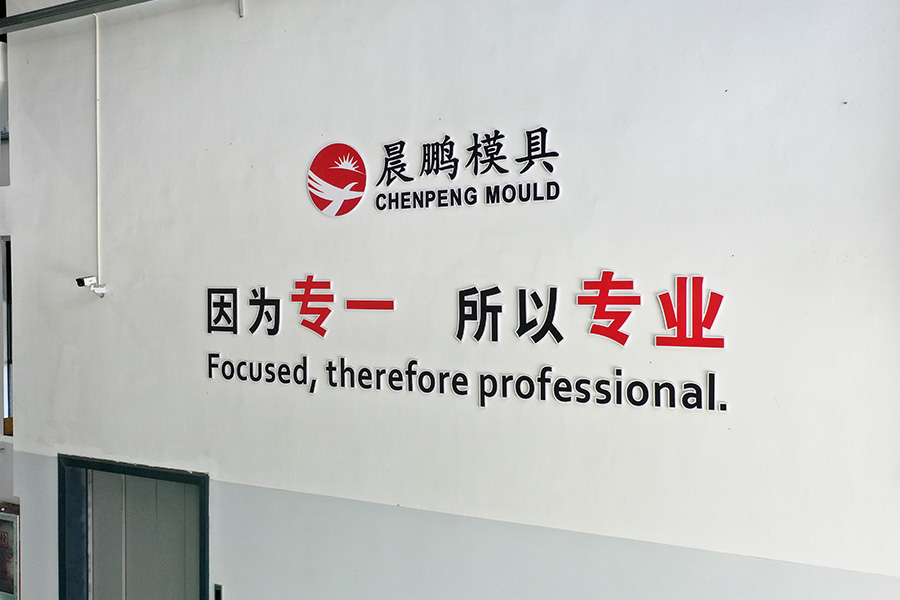 晨鹏模具
CHENPENG MOULD
因为专一 所以专业
Focused, therefore professional.